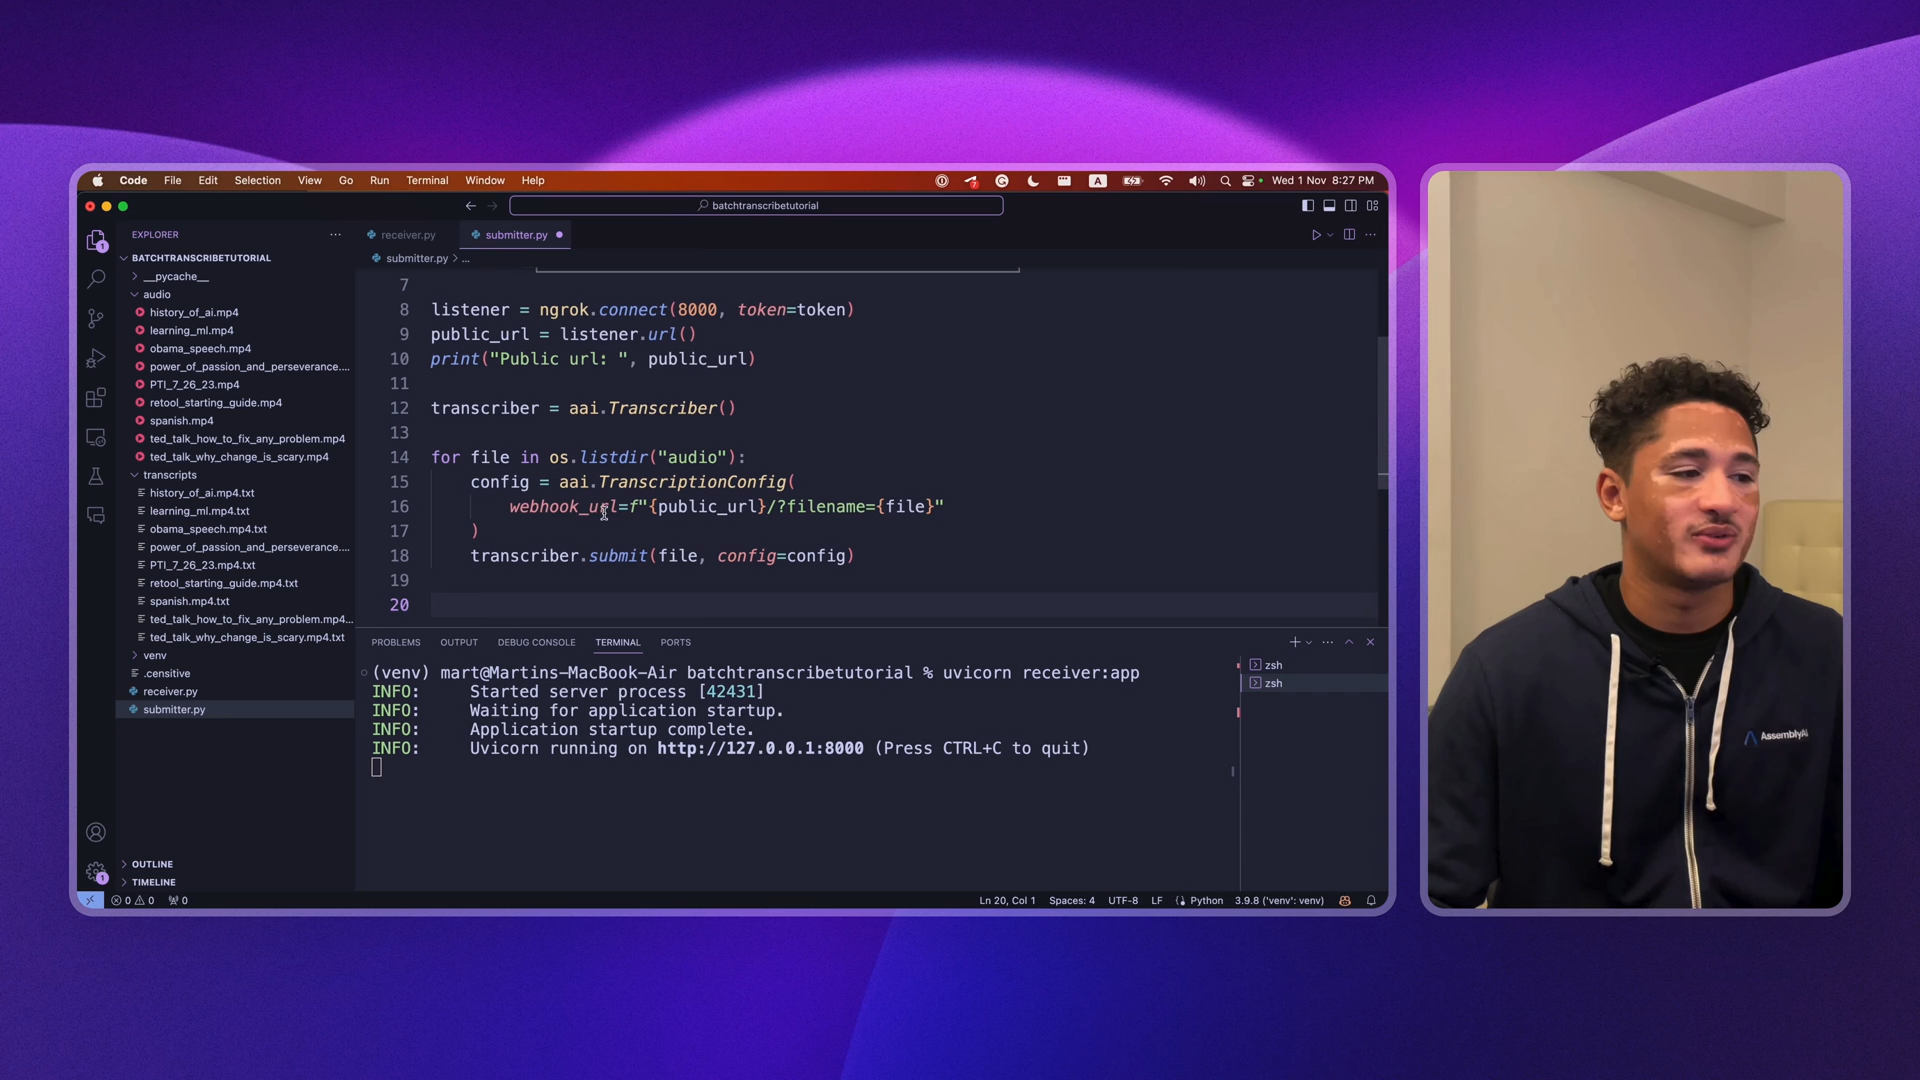 Code File Edit Selection View Go Run Terminal Window Help
A
Wed 1 Nov 8:27 PM
batchtranscribetutorial
EXPLORER
receiver.py
submitter.py
submitter.py > ...
BATCHTRANSCRIBETUTORIAL
__pycache__
audio
history_of_ai.mp4
learning_ml.mp4
obama_speech.mp4
power_of_passion_and_perseverance....
PTI_7_26_23.mp4
retool_starting_guide.mp4
spanish.mp4
ted_talk_how_to_fix_any_problem.mp4
ted_talk_why_change_is_scary.mp4
transcripts
history_of_ai.mp4.txt
learning_ml.mp4.txt
obama_speech.mp4.txt
power_of_passion_and_perseverance....
PTI_7_26_23.mp4.txt
retool_starting_guide.mp4.txt
spanish.mp4.txt
ted_talk_how_to_fix_any_problem.mp4...
ted_talk_why_change_is_scary.mp4.txt
venv
.censitive
receiver.py
submitter.py
OUTLINE
TIMELINE
7
8 listener = ngrok.connect(8000, token=token)
9 public_url = listener.url()
10 print("Public url: ", public_url)
11
12 transcriber = aai.Transcriber()
13
14 for file in os.listdir("audio"):
15 config = aai.TranscriptionConfig(
16 webhook_url=f"{public_url}/?filename={file}"
17 )
18 transcriber.submit(file, config=config)
19
20
PROBLEMS OUTPUT DEBUG CONSOLE TERMINAL PORTS
(venv) mart@Martins-MacBook-Air batchtranscribetutorial % uvicorn receiver:app
INFO: Started server process [42431]
INFO: Waiting for application startup.
INFO: Application startup complete.
INFO: Uvicorn running on http://127.0.0.1:8000 (Press CTRL+C to quit)
zsh
zsh
0 0 0
Ln 20, Col 1 Spaces: 4 UTF-8 LF Python 3.9.8 ('venv': venv)
AssemblyAI